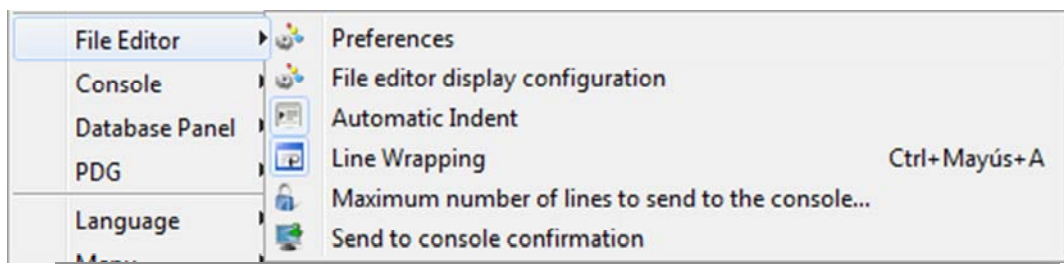 File Editor
Console
Database Panel
PDG
Language
Menu
Preferences
File editor display configuration
Automatic Indent
Line Wrapping Ctrl+Mayús+A
Maximum number of lines to send to the console...
Send to console confirmation